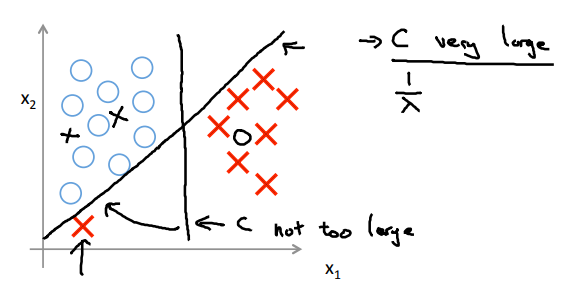 → C very large
1
λ
x2
← C not too large
x1